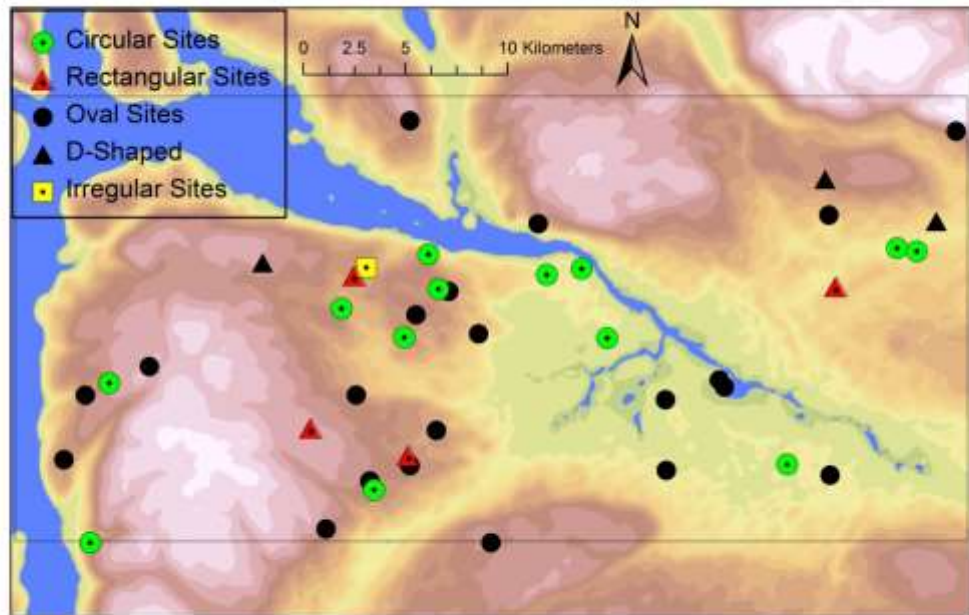 Circular Sites
Rectangular Sites
Oval Sites
D-Shaped
Irregular Sites
0 2.5 5 10 Kilometers
N